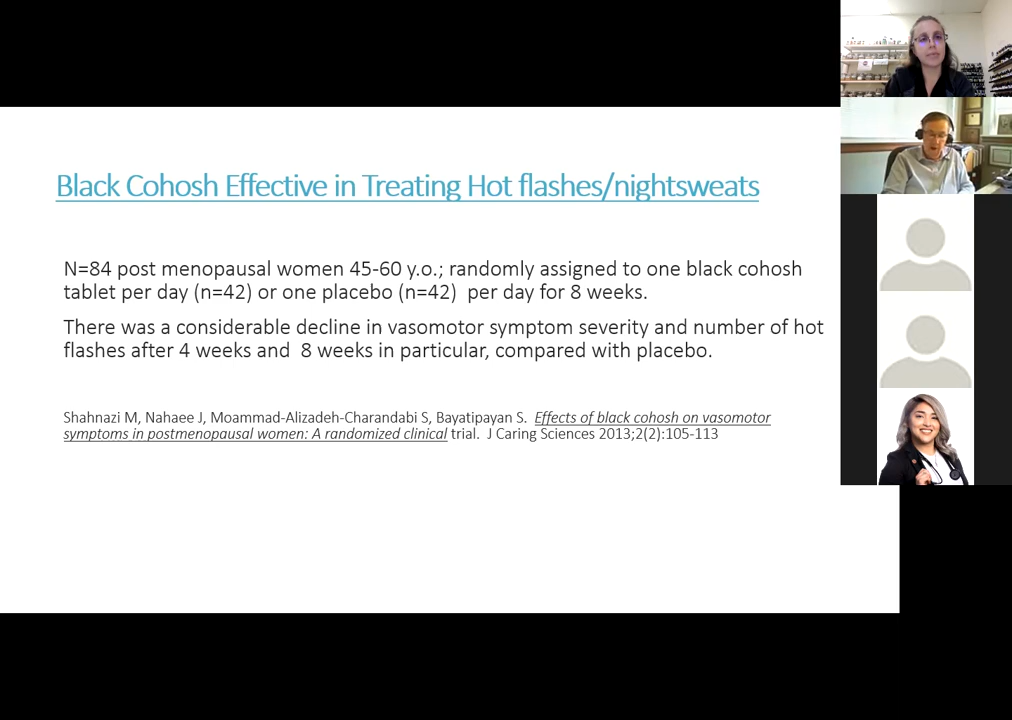 Black Cohosh Effective in Treating Hot flashes/nightsweats
N=84 post menopausal women 45-60 y.o.; randomly assigned to one black cohosh
tablet per day (n=42) or one placebo (n=42)  per day for 8 weeks.
There was a considerable decline in vasomotor symptom severity and number of hot
flashes after 4 weeks and  8 weeks in particular, compared with placebo.
Shahnazi M, Nahaee J, Moammad-Alizadeh-Charandabi S, Bayatipayan S.  Effects of black cohosh on vasomotor
symptoms in postmenopausal women: A randomized clinical trial.  J Caring Sciences 2013;2(2):105-113